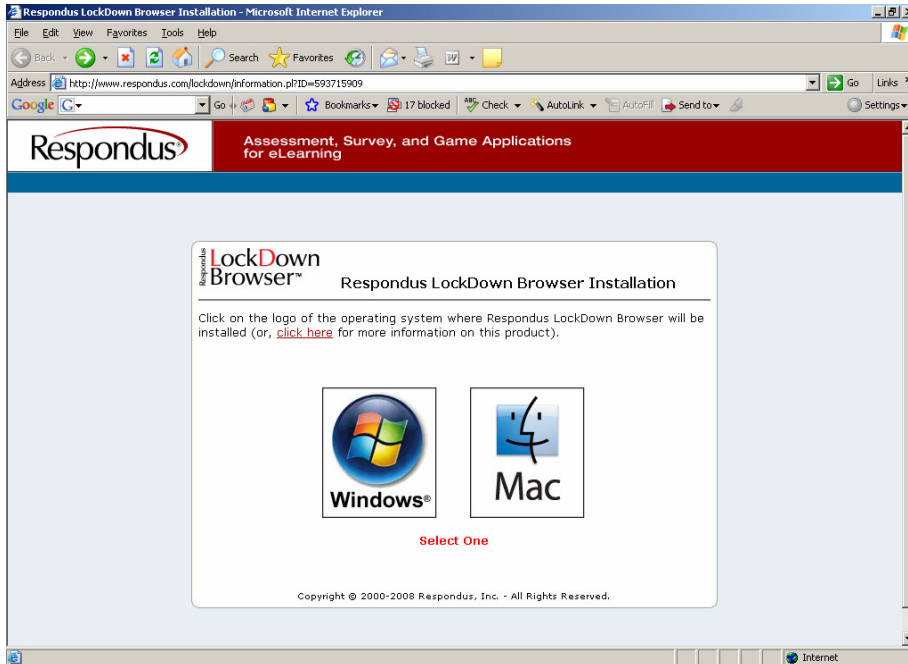 Respondus LockDown Browser Installation - Microsoft Internet Explorer
File Edit View Favorites Tools Help
Back Search Favorites W
Address http://www.respondus.com/lockdown/information.pl?ID=593715909 Go Links
Google G Go Bookmarks 17 blocked ABC Check AutoLink AutoFill Send to Settings
Respondus Assessment, Survey, and Game Applications
for eLearning
Respondus LockDown
Browser™ Respondus LockDown Browser Installation
Click on the logo of the operating system where Respondus LockDown Browser will be
installed (or, click here for more information on this product).
Windows® Mac
Select One
Copyright © 2000-2008 Respondus, Inc. - All Rights Reserved.
Internet